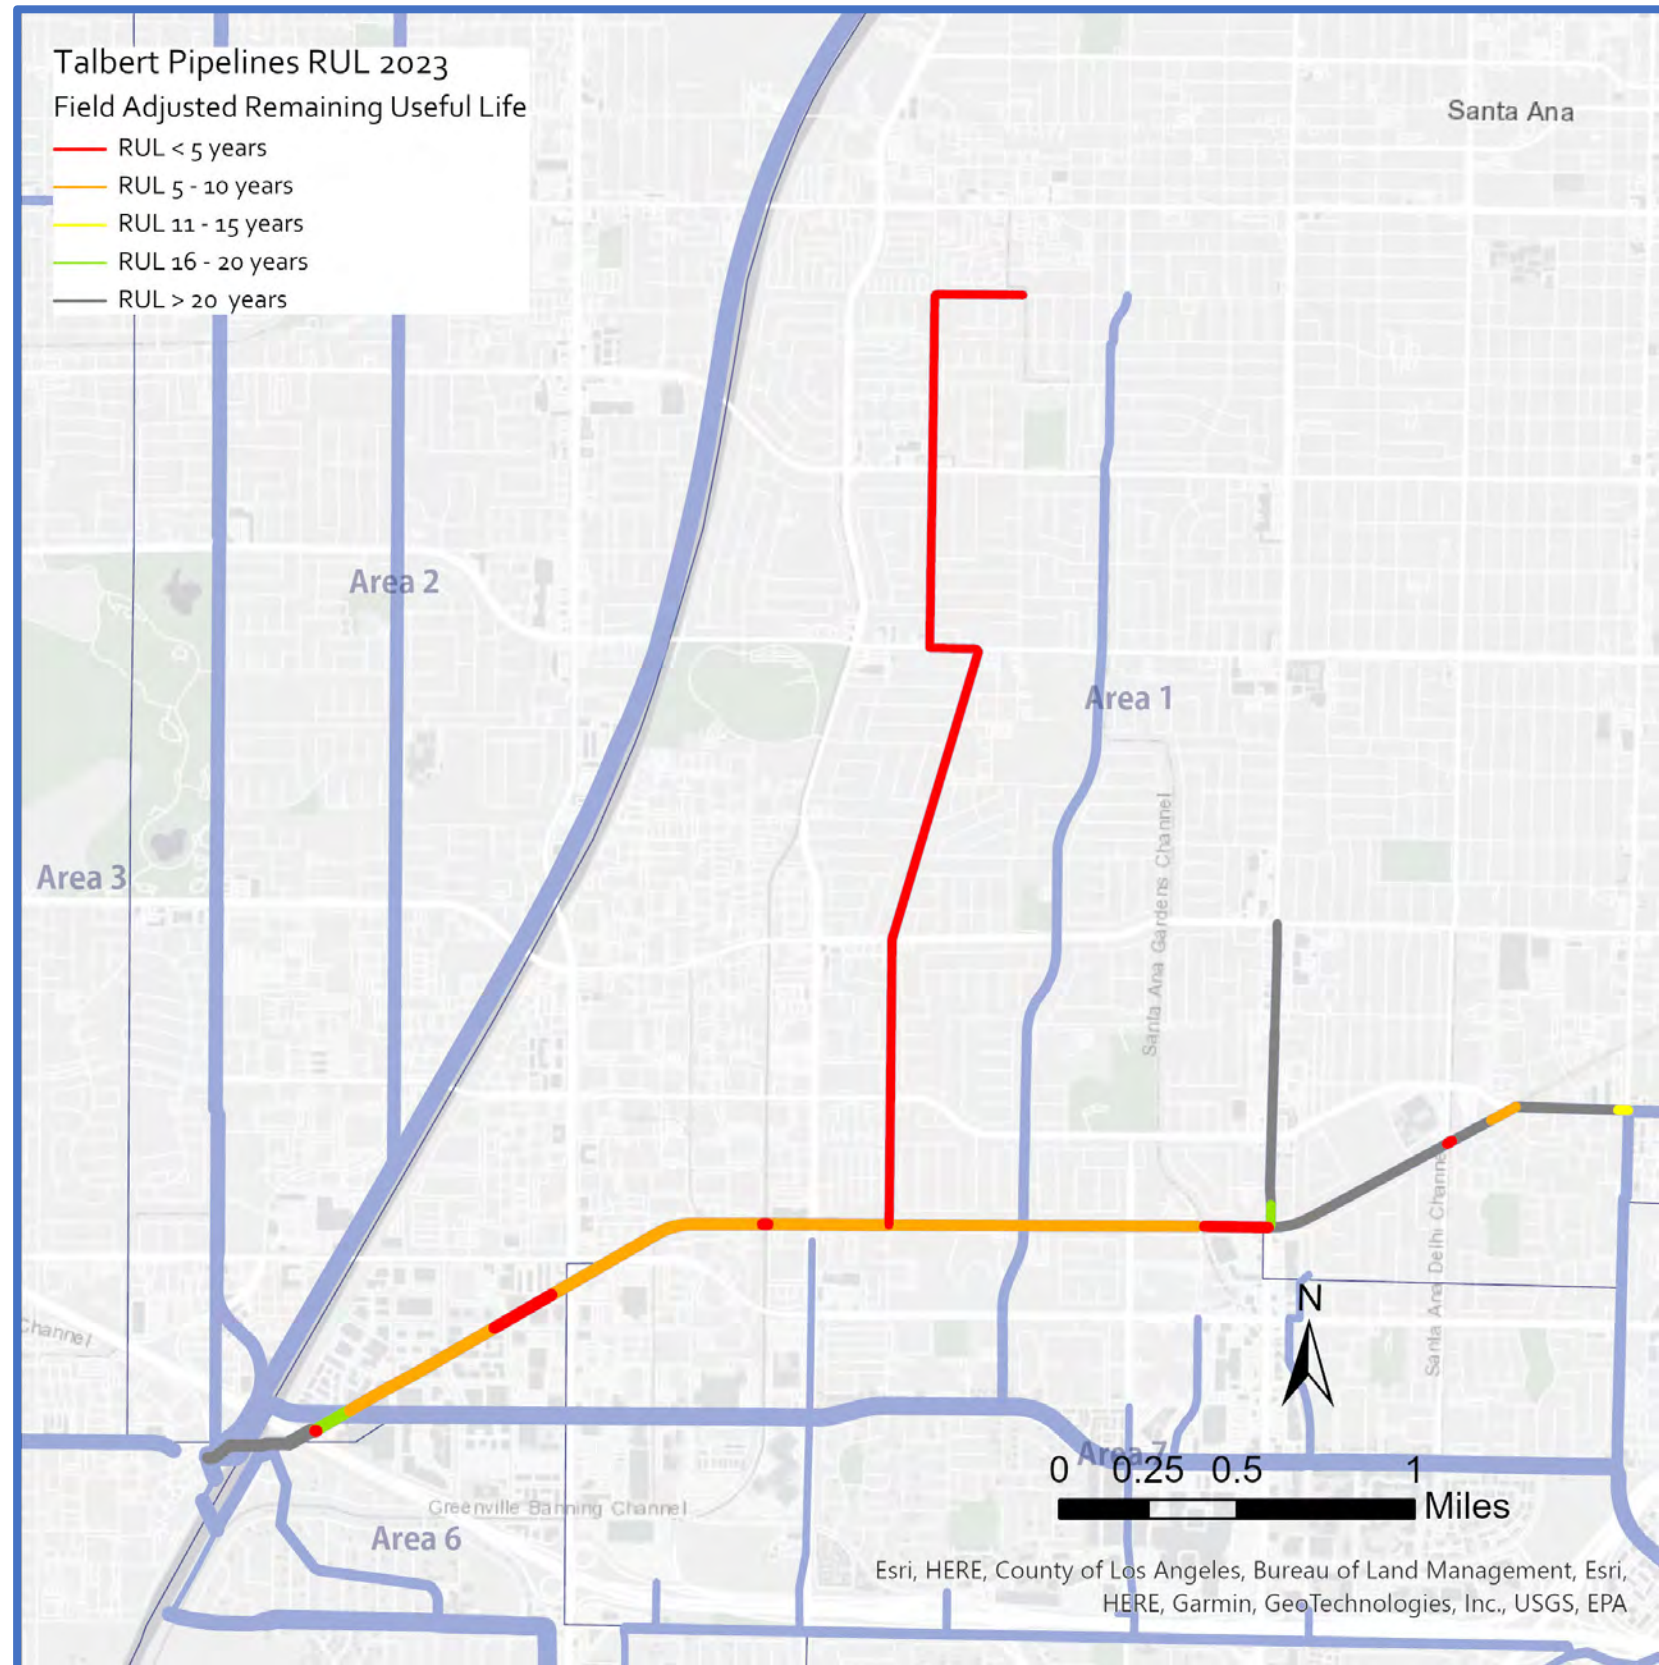 Talbert Pipelines RUL 2023
Field Adjusted Remaining Useful Life
RUL < 5 years
RUL 5 - 10 years
RUL 11 - 15 years
RUL 16 - 20 years
RUL > 20 years
Santa Ana
Area 2
Area 1
Santa Ana Gardens Channel
Area 3
Santa Ana Delhi Channel
Channel
N
Area 7
0 0.25 0.5 1
Miles
Greenville Banning Channel
Area 6
Esri, HERE, County of Los Angeles, Bureau of Land Management, Esri,
HERE, Garmin, GeoTechnologies, Inc., USGS, EPA